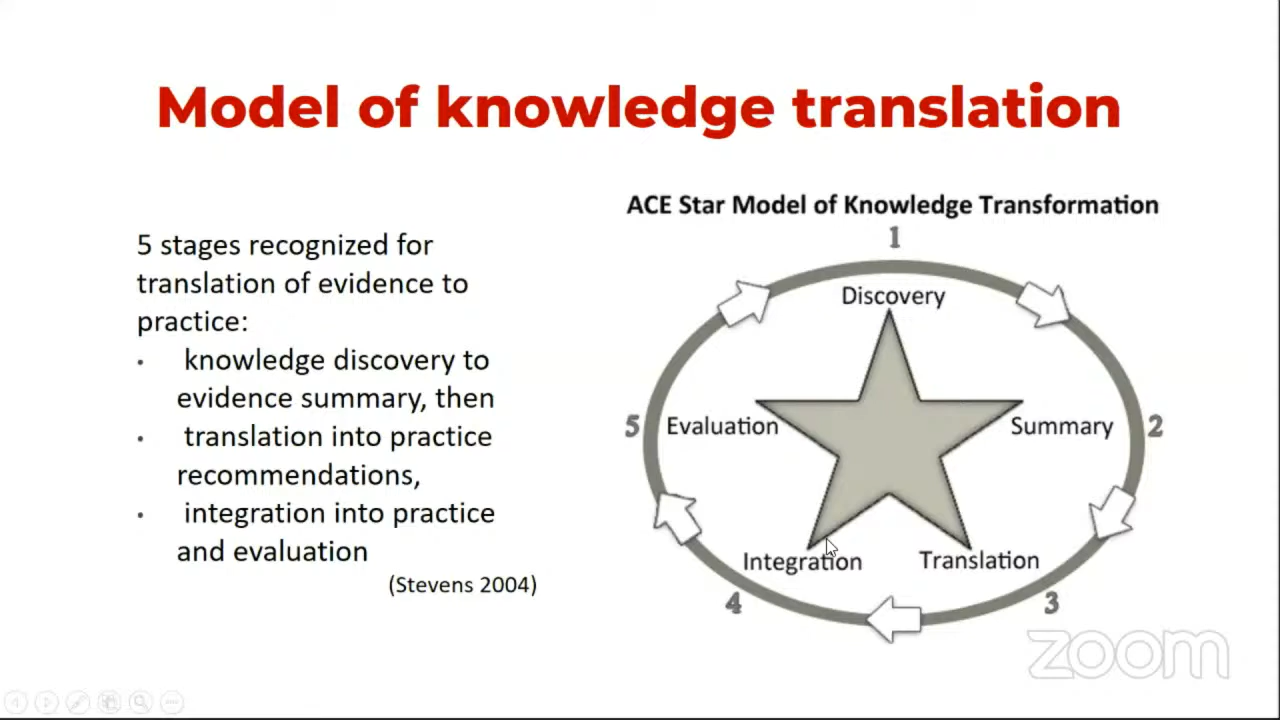 Model of knowledge translation
5 stages recognized for
translation of evidence to
practice:
• knowledge discovery to
evidence summary, then
• translation into practice
recommendations,
• integration into practice
and evaluation
(Stevens 2004)
ACE Star Model of Knowledge Transformation
1
Discovery
5 Evaluation
Summary 2
Integration
Translation
4
3
zoom